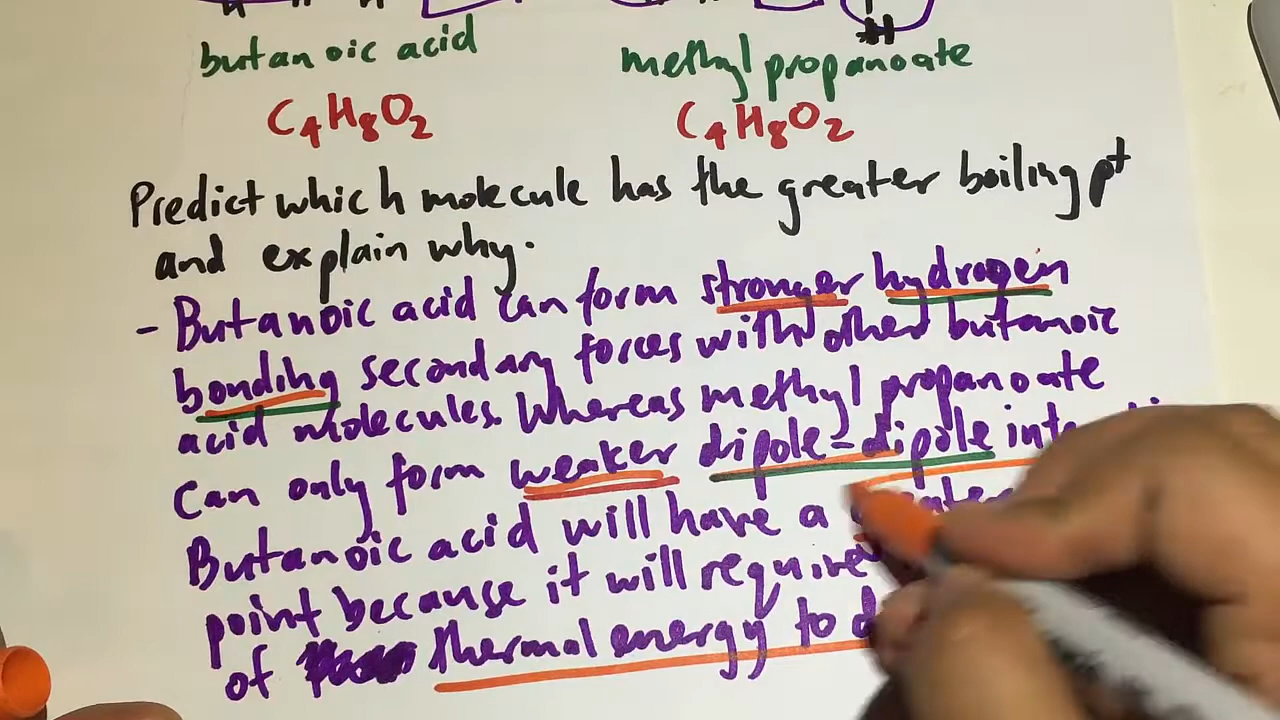 butanoic acid
methyl propanoate
C4H8O2
C4H8O2
Predict which molecule has the greater boiling pt
and explain why.
- Butanoic acid can form stronger hydrogen
bonding secondary forces with other butanoic
acid molecules. Whereas methyl propanoate
can only form weaker dipole-dipole
Butanoic acid will have a
point because it will require
of thermal energy to